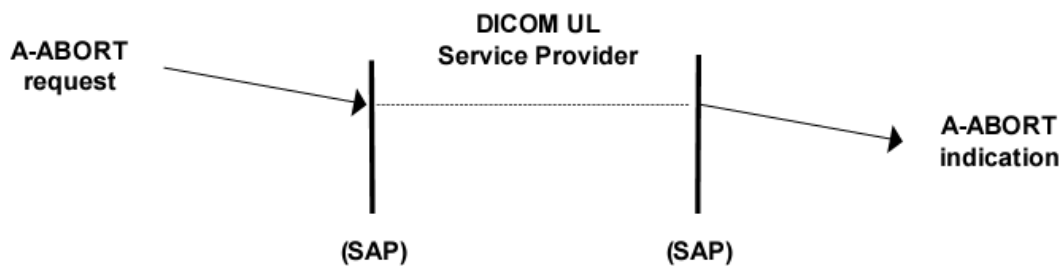 DICOM UL
Service Provider
A-ABORT
request
A-ABORT
indication
(SAP)
(SAP)